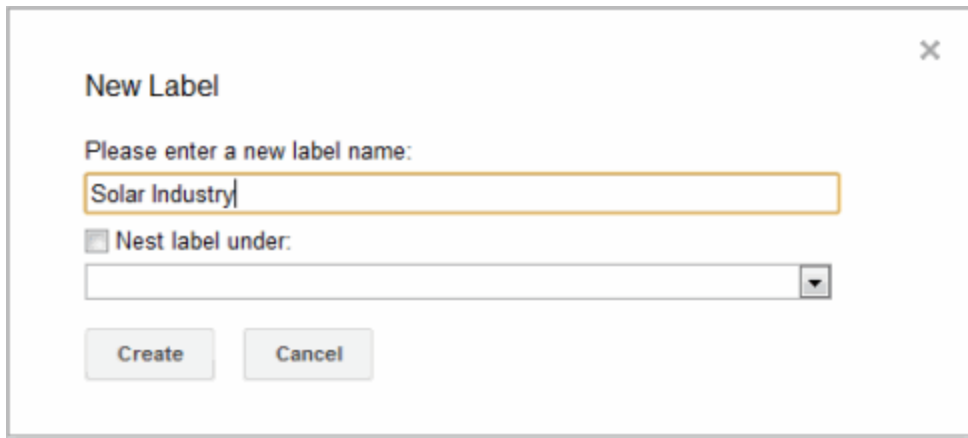 New Label
Please enter a new label name:
Solar Industry
Nest label under:
Create Cancel